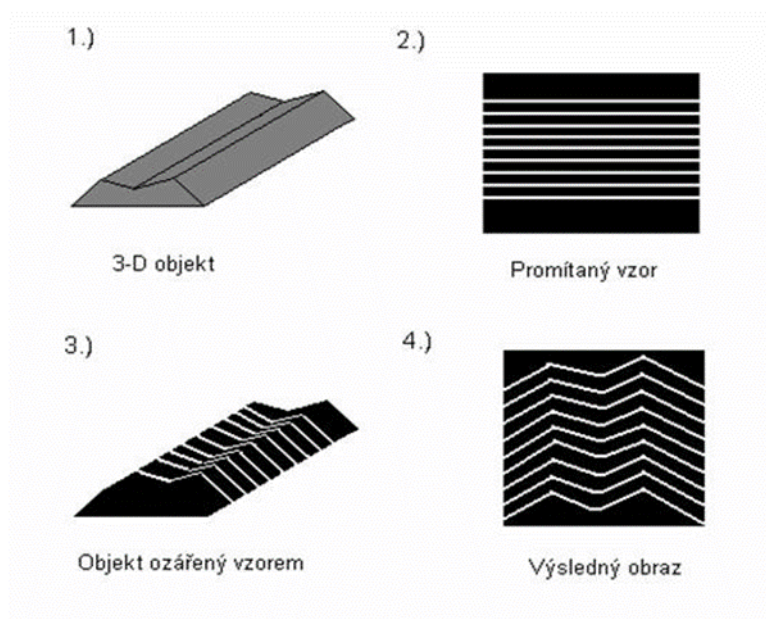 1.)
2.)
3-D objekt
Promítaný vzor
3.)
4.)
Objekt ozářený vzorem
Výsledný obraz